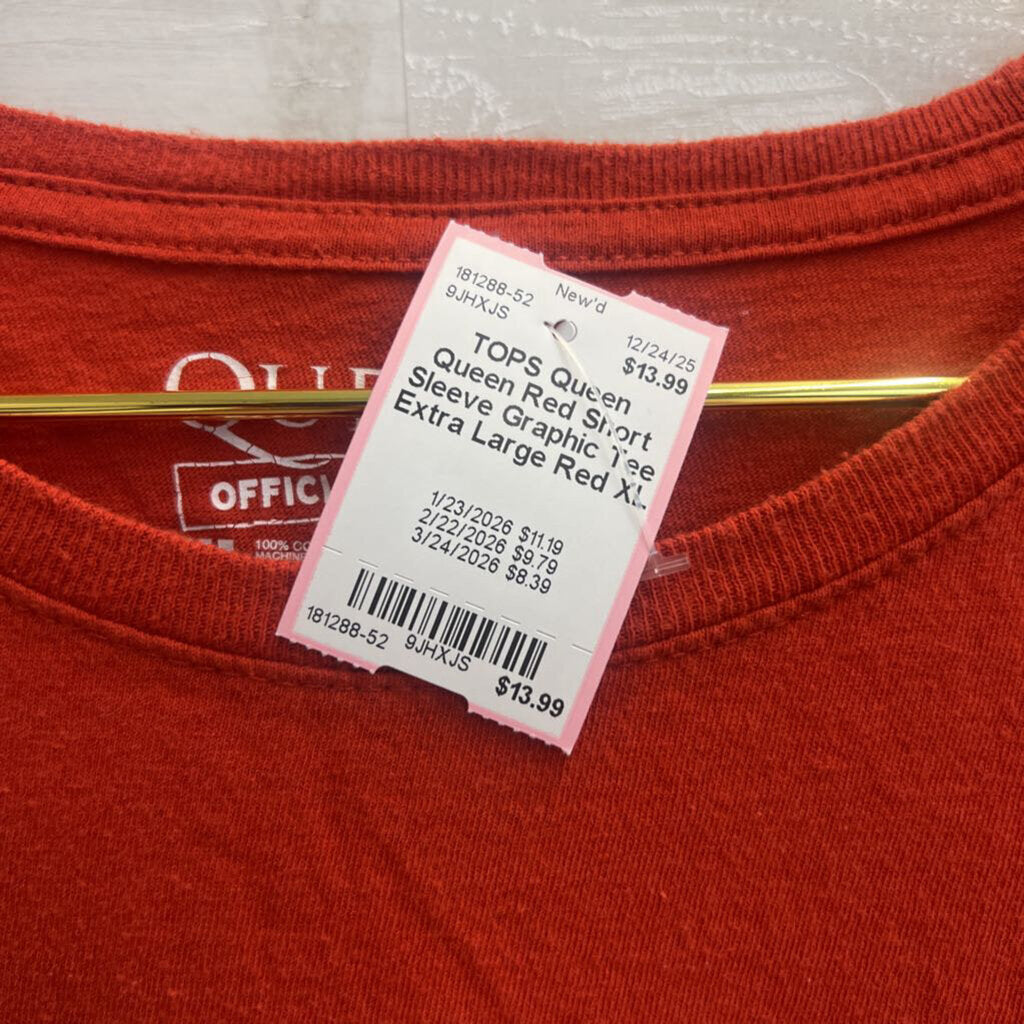 181288-52 New'd 12/24/25
9JHXJS $13.99
TOPS Queen
Queen Red Short
Sleeve Graphic Tee
Extra Large Red XL
1/23/2026 $11.19
2/22/2026 $9.79
3/24/2026 $8.39
181288-52 9JHXJS
$13.99
100%